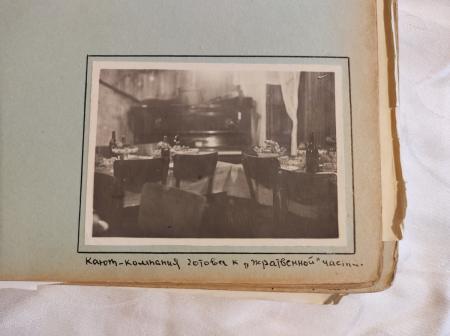 Кают-компания готова к „жратвенной" части.